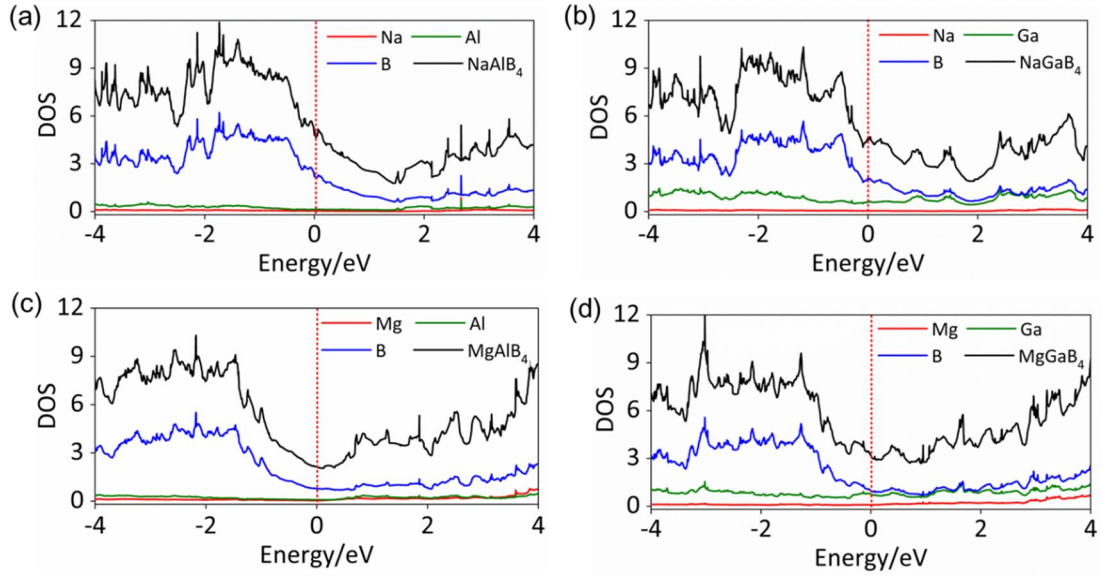 (a)
12
9
6
3
0
DOS
Na Al
B NaAlB₄
-4 -2 0 2 4
Energy/eV
(b)
12
9
6
3
0
DOS
Na Ga
B NaGaB₄
-4 -2 0 2 4
Energy/eV
(c)
12
9
6
3
0
DOS
Mg Al
B MgAlB₄
-4 -2 0 2 4
Energy/eV
(d)
12
9
6
3
0
DOS
Mg Ga
B MgGaB₄
-4 -2 0 2 4
Energy/eV